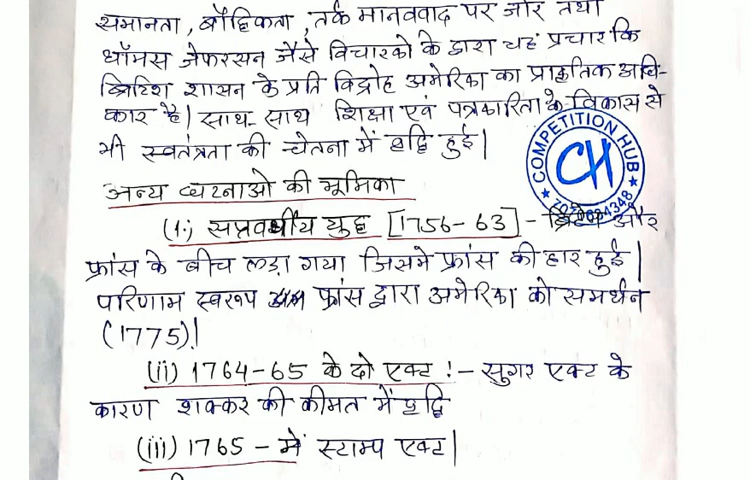 समानता, बौद्धिकता, तर्क मानववाद पर जोर तथा
थॉमस जेफरसन जैसे विचारको के द्वारा यह प्रचार कि
ब्रिटिश शासन के प्रति विद्रोह अमेरिका का प्राकृतिक अधि-
कार है। साथ-साथ शिक्षा एवं पत्रकारिता के विकास से
भी स्वतंत्रता की चेतना में वृद्धि हुई।
COMPETITION HUB
CH
अन्य घटनाओ की भूमिका
(i) सप्तवर्षीय युद्ध [1756-63] - ब्रिटेन और
फ्रांस के बीच लड़ा गया जिसमे फ्रांस की हार हुई।
परिणाम स्वरूप फ्रांस द्वारा अमेरिका को समर्थन
(1775)।
(ii) 1764-65 के दो एक्ट :- सुगर एक्ट के
कारण शक्कर की कीमत में वृद्धि
(iii) 1765 - में स्टाम्प एक्ट।